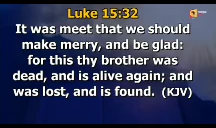 Luke 15:32
It was meet that we should
make merry, and be glad:
for this thy brother was
dead, and is alive again; and
was lost, and is found. (KJV)